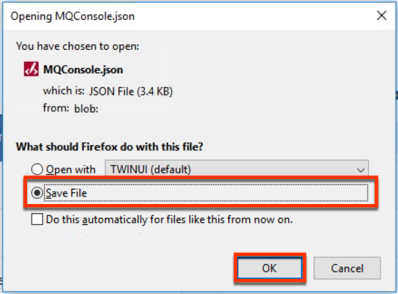 Opening MQConsole.json
You have chosen to open:
MQConsole.json
which is: JSON File (3.4 KB)
from: blob:
What should Firefox do with this file?
Open with TWINUI (default)
Save File
Do this automatically for files like this from now on.
OK Cancel